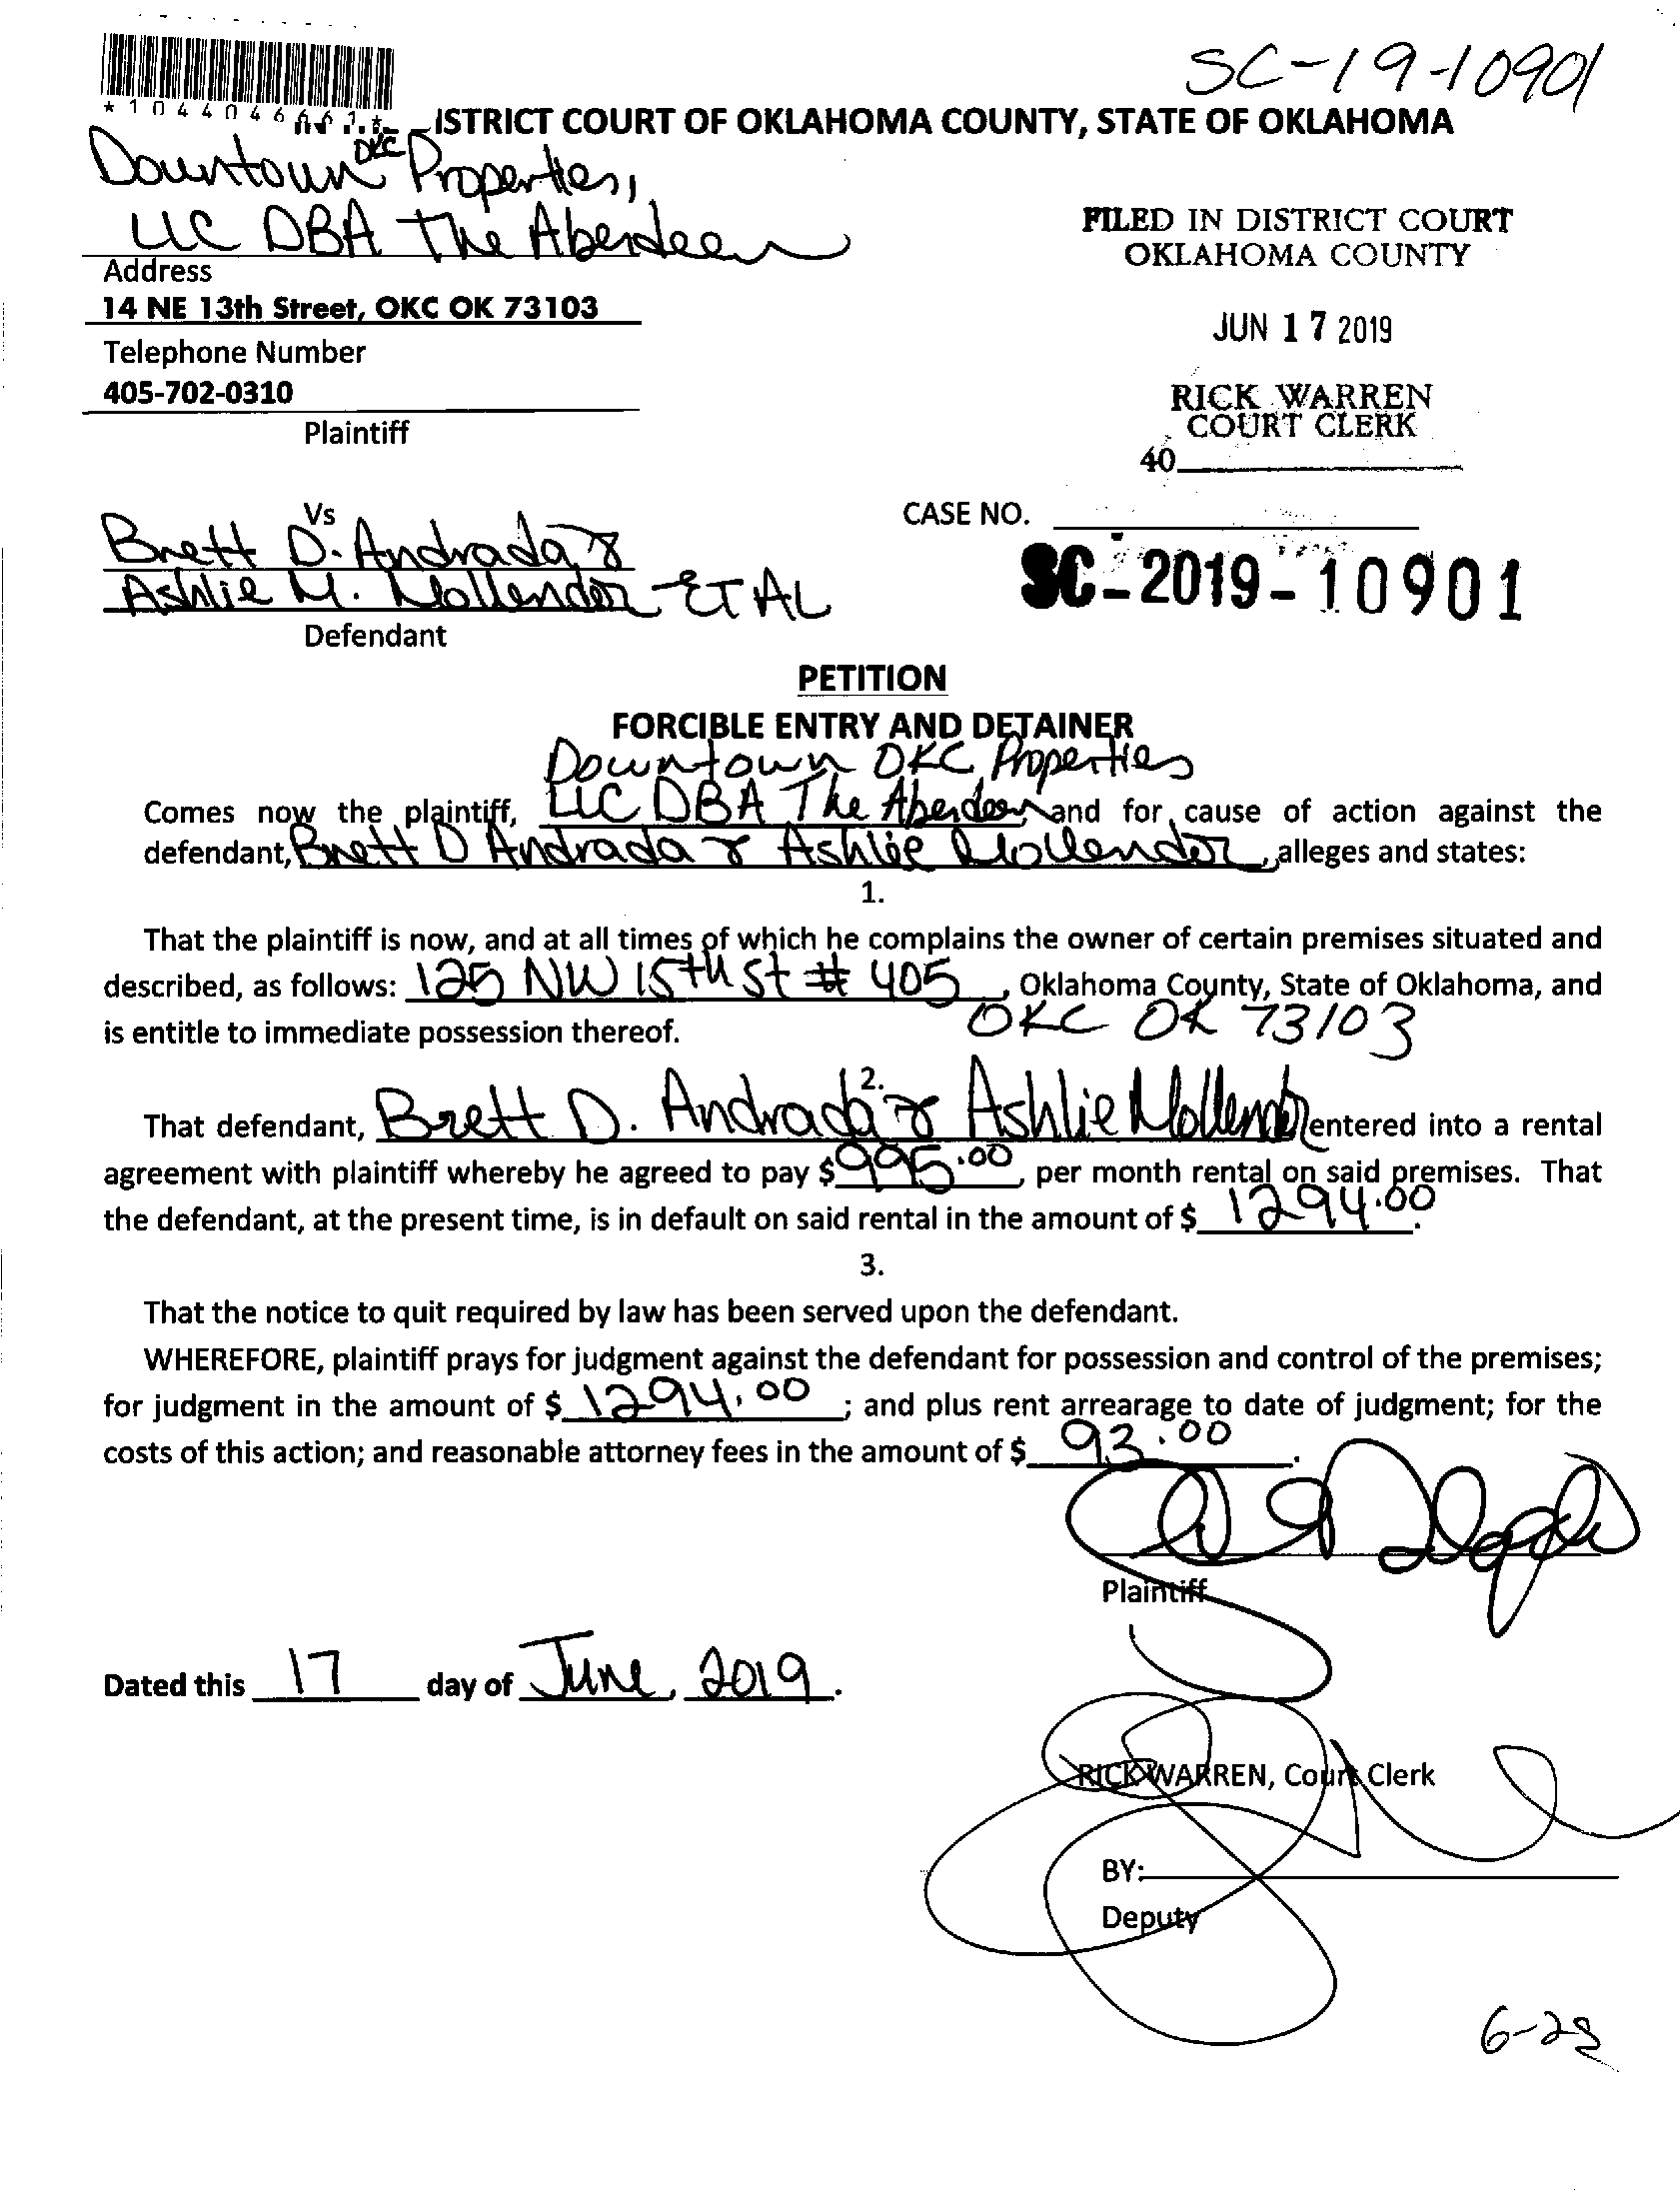 SC-19-10901
*1044046661*
ISTRICT COURT OF OKLAHOMA COUNTY, STATE OF OKLAHOMA
Downtown OKC Properties,
LLC DBA The Aberdeen
Address
14 NE 13th Street, OKC OK 73103
Telephone Number
405-702-0310
Plaintiff
FILED IN DISTRICT COURT
OKLAHOMA COUNTY
JUN 17 2019
RICK WARREN
COURT CLERK
40
Vs
Brett D. Andrada &
Ashlie M. Mollendor ET AL
Defendant
CASE NO.
SC-2019-10901
PETITION
FORCIBLE ENTRY AND DETAINER
Downtown OKC Properties
Comes now the plaintiff, LLC DBA The Aberdeen and for cause of action against the
defendant, Brett D Andrada & Ashlie Mollendor, alleges and states:
1.
That the plaintiff is now, and at all times of which he complains the owner of certain premises situated and
described, as follows: 125 NW 15th St # 405, Oklahoma County, State of Oklahoma, and
is entitle to immediate possession thereof. OKC OK 73103
2.
That defendant, Brett D. Andrada & Ashlie Mollendor entered into a rental
agreement with plaintiff whereby he agreed to pay $ 995.00, per month rental on said premises. That
the defendant, at the present time, is in default on said rental in the amount of $ 1294.00.
3.
That the notice to quit required by law has been served upon the defendant.
WHEREFORE, plaintiff prays for judgment against the defendant for possession and control of the premises;
for judgment in the amount of $ 1294.00; and plus rent arrearage to date of judgment; for the
costs of this action; and reasonable attorney fees in the amount of $ 93.00.
Plaintiff
Dated this 17 day of June, 2019.
RICK WARREN, Court Clerk
BY:
Deputy